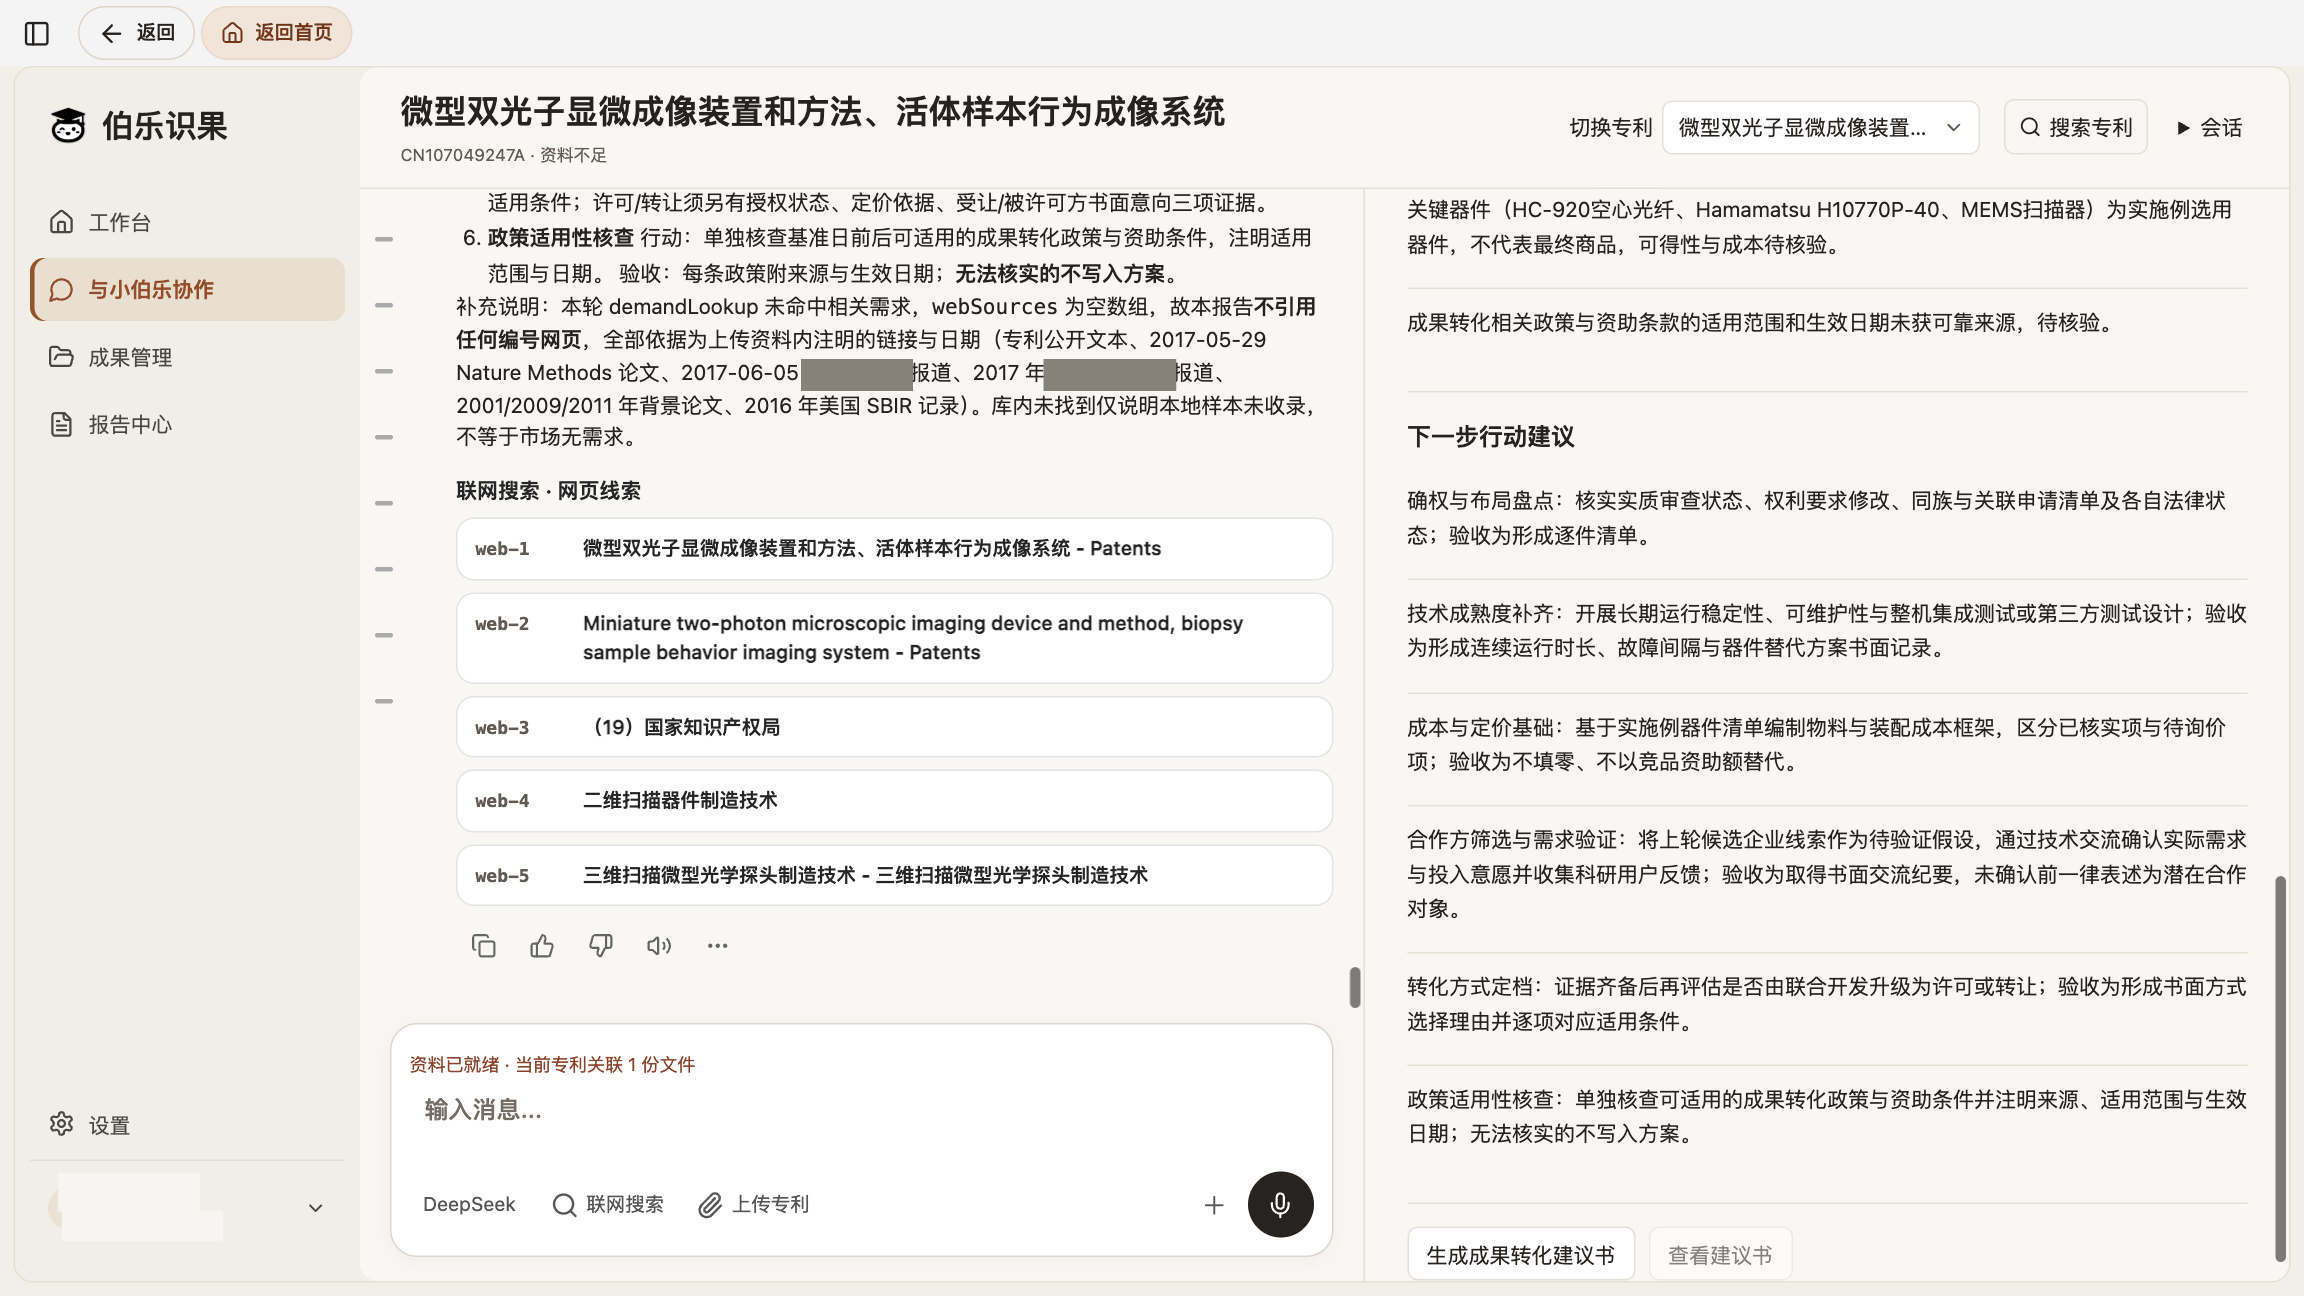 返回
返回首页
伯乐识果
工作台
与小伯乐协作
成果管理
报告中心
设置
微型双光子显微成像装置和方法、活体样本行为成像系统
CN107049247A · 资料不足
切换专利
微型双光子显微成像装置...
搜索专利
▶ 会话
适用条件；许可/转让须另有授权状态、定价依据、受让/被许可方书面意向三项证据。
6. 政策适用性核查 行动：单独核查基准日前后可适用的成果转化政策与资助条件，注明适用
范围与日期。 验收：每条政策附来源与生效日期；无法核实的不写入方案。
补充说明：本轮 demandLookup 未命中相关需求，webSources 为空数组，故本报告不引用
任何编号网页，全部依据为上传资料内注明的链接与日期（专利公开文本、2017-05-29
Nature Methods 论文、2017-06-05 报道、2017 年 报道、
2001/2009/2011 年背景论文、2016 年美国 SBIR 记录）。库内未找到仅说明本地样本未收录，
不等于市场无需求。
联网搜索 · 网页线索
web-1 微型双光子显微成像装置和方法、活体样本行为成像系统 - Patents
web-2 Miniature two-photon microscopic imaging device and method, biopsy
sample behavior imaging system - Patents
web-3 （19）国家知识产权局
web-4 二维扫描器件制造技术
web-5 三维扫描微型光学探头制造技术 - 三维扫描微型光学探头制造技术
资料已就绪 · 当前专利关联 1 份文件
输入消息...
DeepSeek
联网搜索
上传专利
关键器件（HC-920空心光纤、Hamamatsu H10770P-40、MEMS扫描器）为实施例选用
器件，不代表最终商品，可得性与成本待核验。
成果转化相关政策与资助条款的适用范围和生效日期未获可靠来源，待核验。
下一步行动建议
确权与布局盘点：核实实质审查状态、权利要求修改、同族与关联申请清单及各自法律状
态；验收为形成逐件清单。
技术成熟度补齐：开展长期运行稳定性、可维护性与整机集成测试或第三方测试设计；验收
为形成连续运行时长、故障间隔与器件替代方案书面记录。
成本与定价基础：基于实施例器件清单编制物料与装配成本框架，区分已核实项与待询价
项；验收为不填零、不以竞品资助额替代。
合作方筛选与需求验证：将上轮候选企业线索作为待验证假设，通过技术交流确认实际需求
与投入意愿并收集科研用户反馈；验收为取得书面交流纪要，未确认前一律表述为潜在合作
对象。
转化方式定档：证据齐备后再评估是否由联合开发升级为许可或转让；验收为形成书面方式
选择理由并逐项对应适用条件。
政策适用性核查：单独核查可适用的成果转化政策与资助条件并注明来源、适用范围与生效
日期；无法核实的不写入方案。
生成成果转化建议书
查看建议书